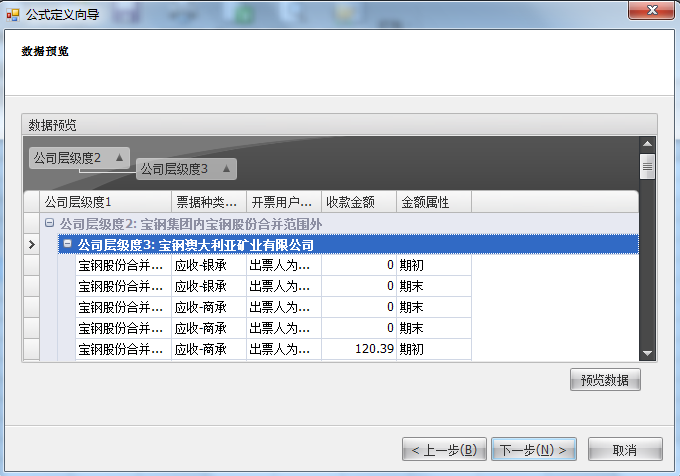 公式定义向导
数据预览
数据预览
公司层级度2
公司层级度3
公司层级度1 票据种类... 开票用户... 收款金额 金额属性
公司层级度2: 宝钢集团内宝钢股份合并范围外
公司层级度3: 宝钢澳大利亚矿业有限公司
宝钢股份合并... 应收-银承 出票人为... 0 期初
宝钢股份合并... 应收-银承 出票人为... 0 期末
宝钢股份合并... 应收-商承 出票人为... 0 期末
宝钢股份合并... 应收-商承 出票人为... 0 期末
宝钢股份合并... 应收-商承 出票人为... 120.39 期初
预览数据
< 上一步(B) 下一步(N) > 取消